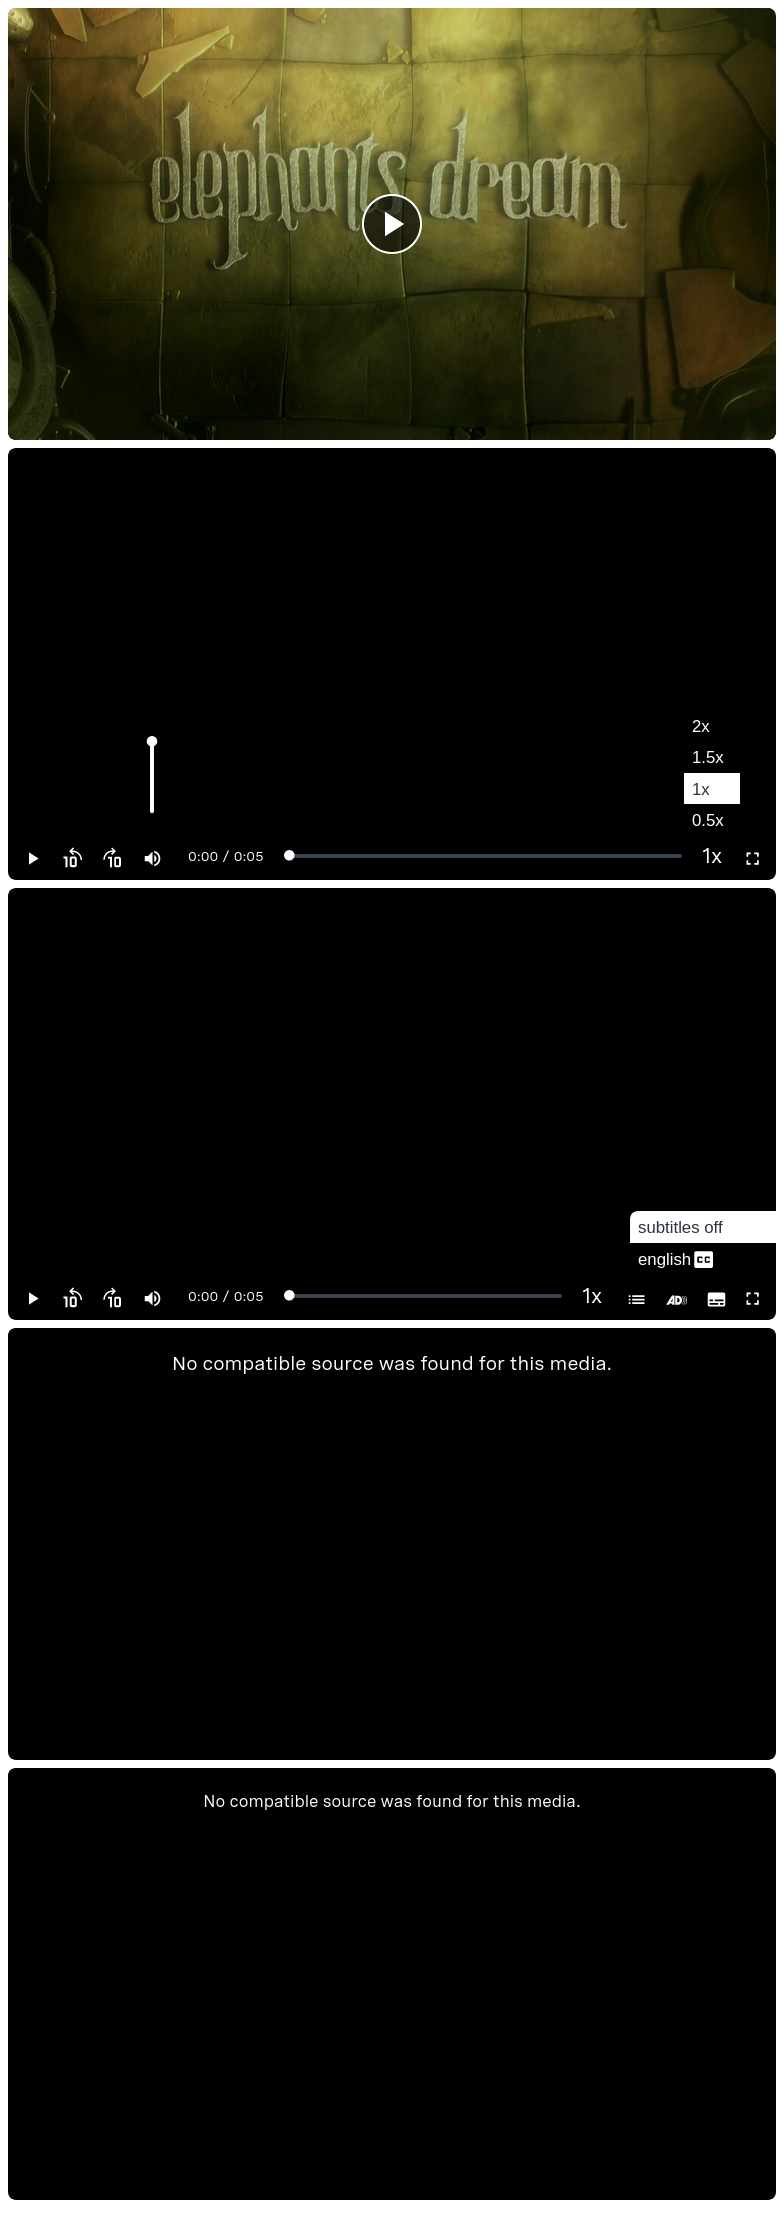 elephants dream
2x
1.5x
1x
0.5x
10 10 0:00 / 0:05 1x
subtitles off
english CC
10 10 0:00 / 0:05 1x AD
No compatible source was found for this media.
No compatible source was found for this media.